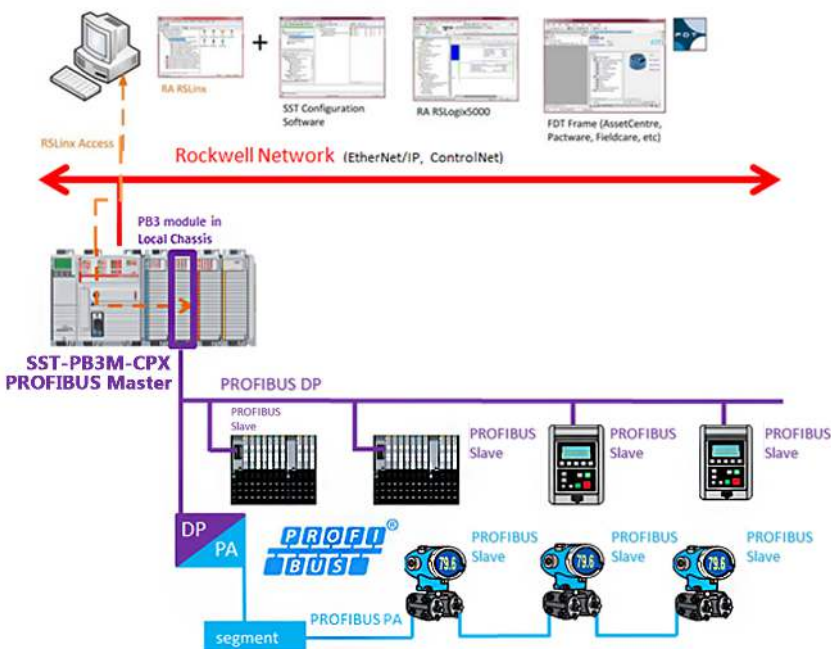 RA RSLinx
+
SST Configuration
Software
RA RSLogix5000
FDT
FDT Frame (AssetCentre,
Pactware, Fieldcare, etc)
RSLinx Access
Rockwell Network (EtherNet/IP, ControlNet)
PB3 module in
Local Chassis
SST-PB3M-CPX
PROFIBUS Master
PROFIBUS DP
PROFIBUS
Slave
PROFIBUS
Slave
PROFIBUS
Slave
PROFIBUS
Slave
DP
PA
PROFI
BUS
®
PROFIBUS
Slave
PROFIBUS
Slave
PROFIBUS
Slave
79.6
79.6
79.6
PROFIBUS PA
segment